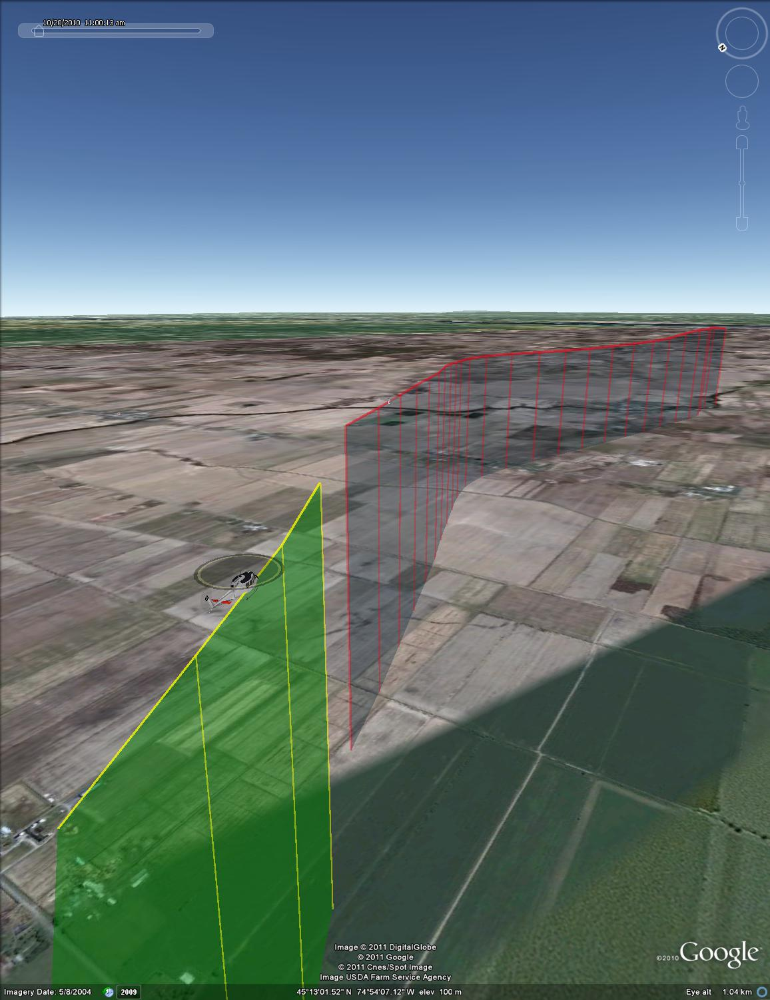 10/20/2010 11:00:13 am
N
Image © 2011 DigitalGlobe
© 2011 Google
© 2011 Cnes/Spot Image
Image USDA Farm Service Agency
©2010 Google
Imagery Date: 5/8/2004 2009 45°13'01.52" N 74°54'07.12" W elev 100 m Eye alt 1.04 km